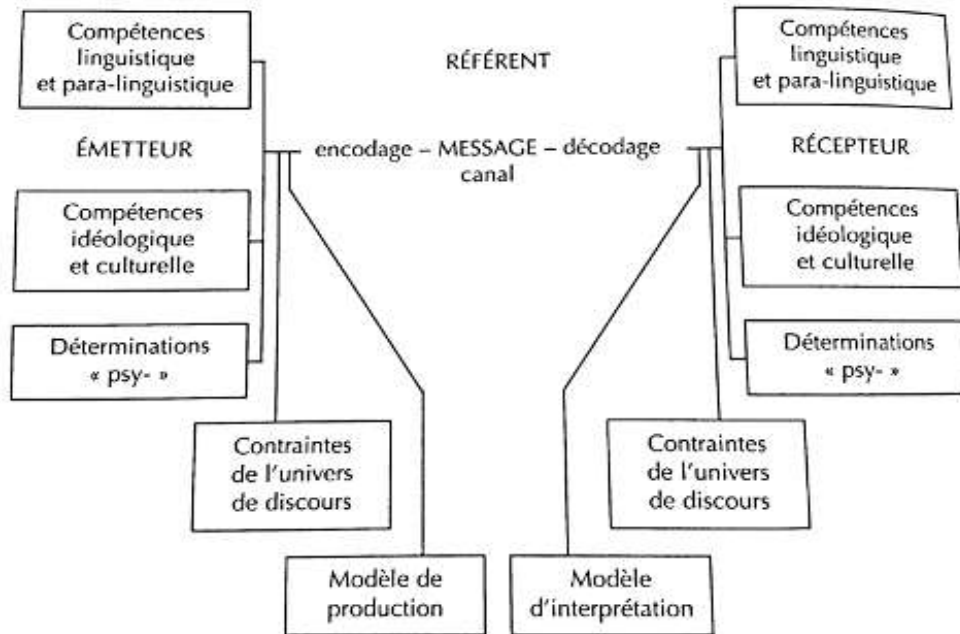 Compétences
linguistique
et para-linguistique
RÉFÉRENT
Compétences
linguistique
et para-linguistique
ÉMETTEUR
encodage – MESSAGE – décodage
canal
RÉCEPTEUR
Compétences
idéologique
et culturelle
Compétences
idéologique
et culturelle
Déterminations
« psy- »
Déterminations
« psy- »
Contraintes
de l'univers
de discours
Contraintes
de l'univers
de discours
Modèle de
production
Modèle
d'interprétation